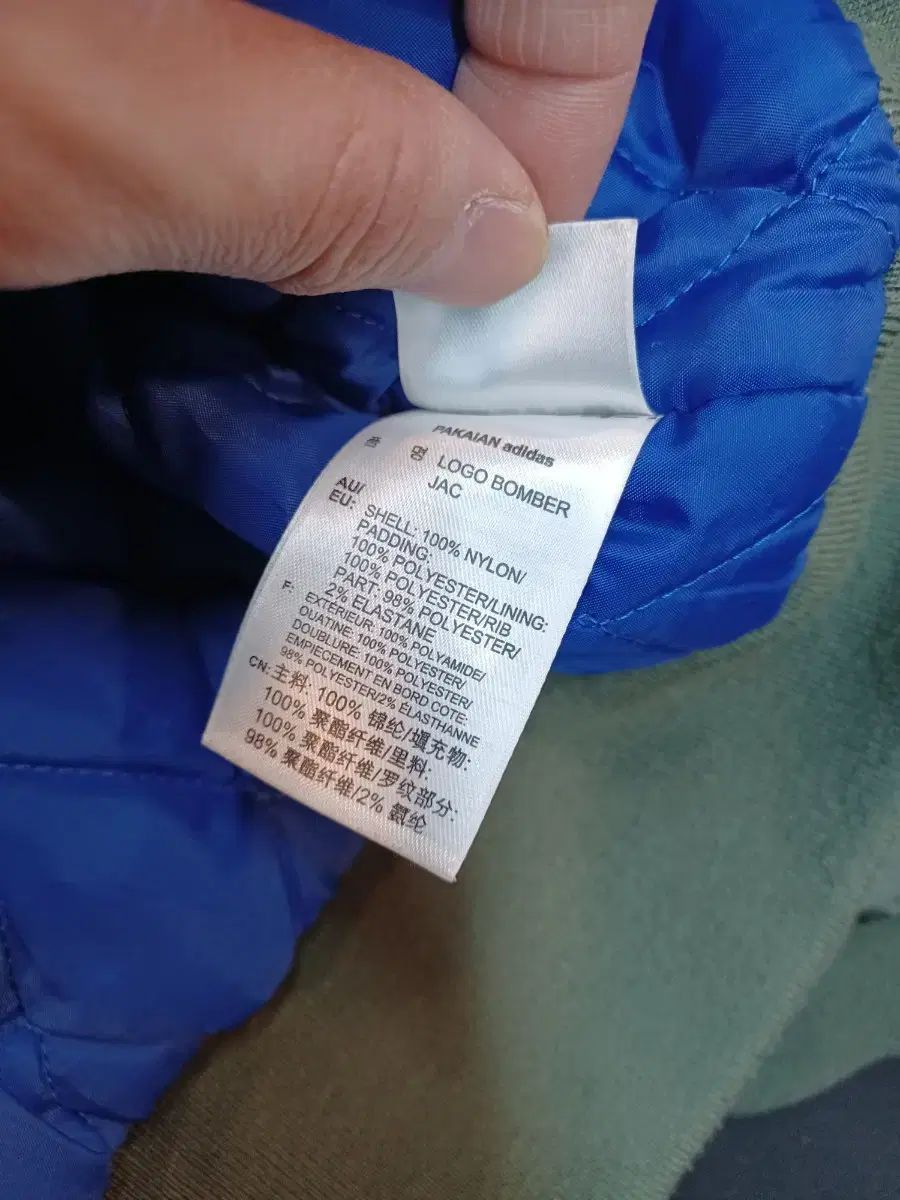 PAKAIAN adidas
품 명 LOGO BOMBER
JAC
AU/
EU: SHELL: 100% NYLON/
PADDING:
100% POLYESTER/LINING:
100% POLYESTER/RIB
PART: 98% POLYESTER/
2% ELASTANE
F: EXTÉRIEUR: 100% POLYAMIDE/
OUATINE: 100% POLYESTER/
DOUBLURE: 100% POLYESTER/
EMPIECEMENT EN BORD COTE:
98% POLYESTER/2% ÉLASTHANNE
CN: 主料: 100% 锦纶/填充物:
100% 聚酯纤维/里料:
100% 聚酯纤维/罗纹部分:
98% 聚酯纤维/2% 氨纶